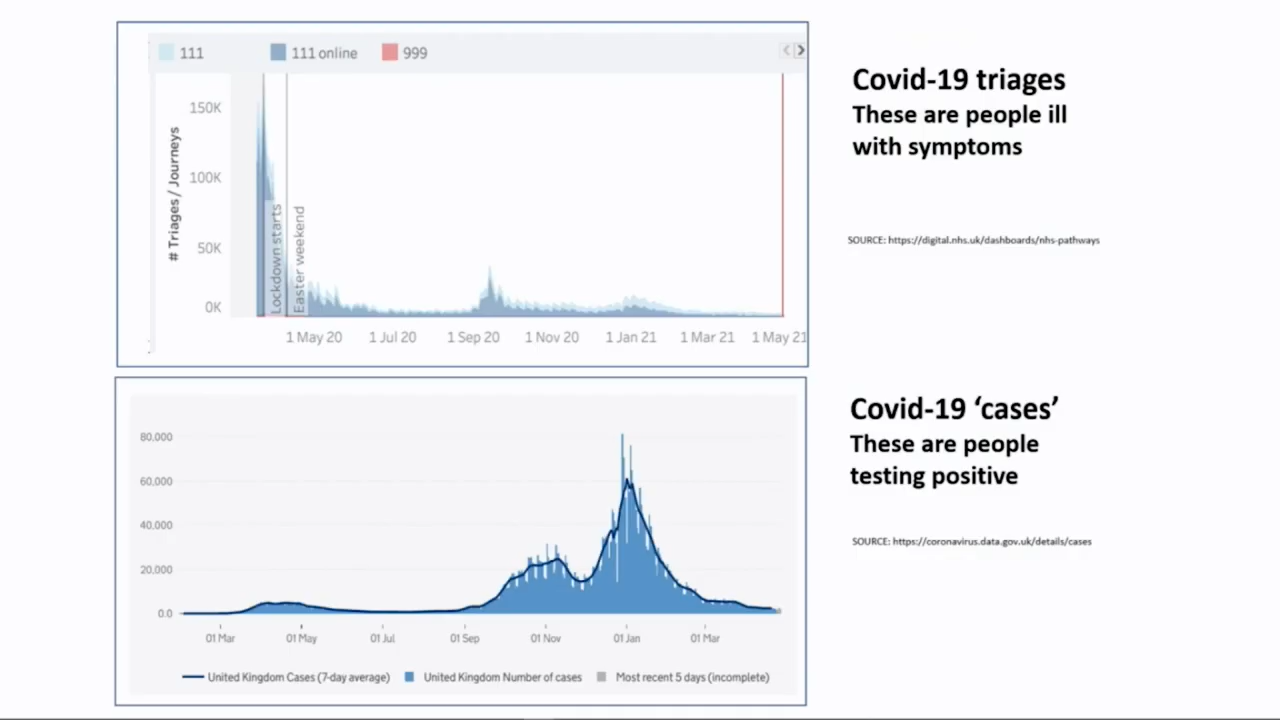 111
111 online
999
# Triages / Journeys
150K
100K
50K
0K
Lockdown starts
Easter weekend
1 May 20
1 Jul 20
1 Sep 20
1 Nov 20
1 Jan 21
1 Mar 21
1 May 21
Covid-19 triages
These are people ill
with symptoms
SOURCE: https://digital.nhs.uk/dashboards/nhs-pathways
80,000
60,000
40,000
20,000
0.0
01 Mar
01 May
01 Jul
01 Sep
01 Nov
01 Jan
01 Mar
United Kingdom Cases (7-day average)
United Kingdom Number of cases
Most recent 5 days (incomplete)
Covid-19 ‘cases’
These are people
testing positive
SOURCE: https://coronavirus.data.gov.uk/details/cases